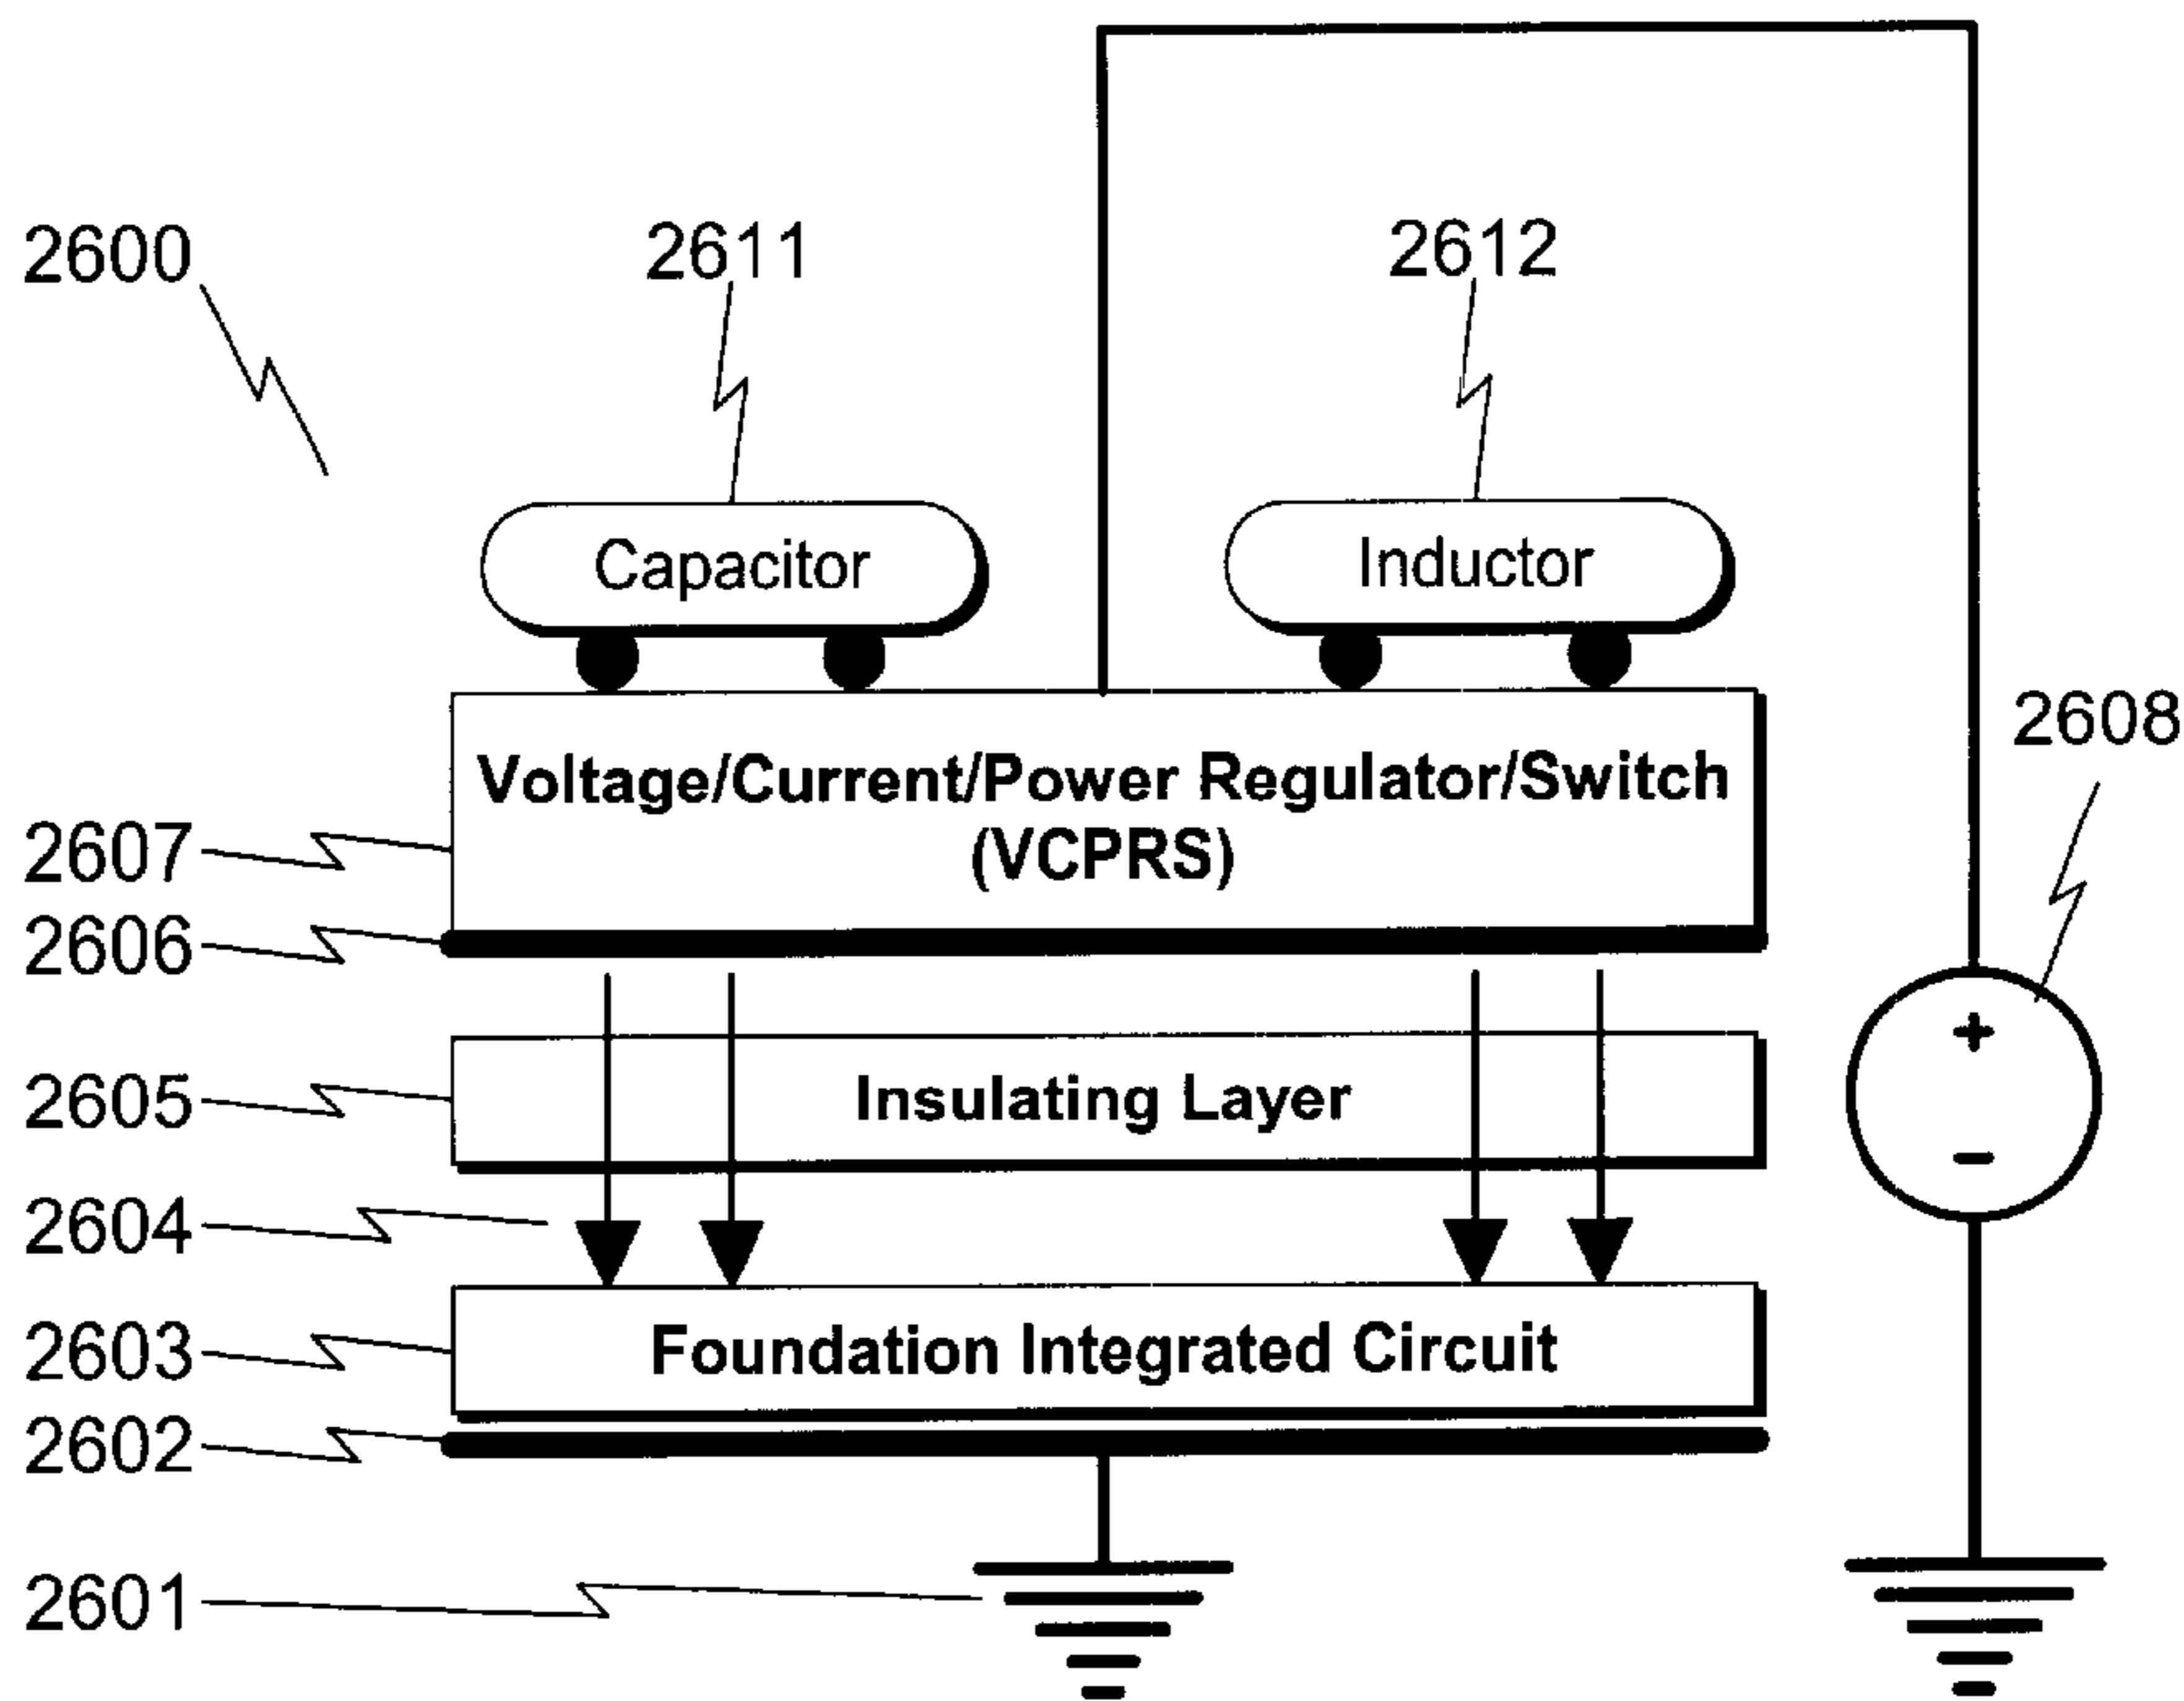 2600
2611
2612
Capacitor
Inductor
2608
Voltage/Current/Power Regulator/Switch
(VCPRS)
2607
2606
+
2605
Insulating Layer
−
2604
2603
Foundation Integrated Circuit
2602
2601